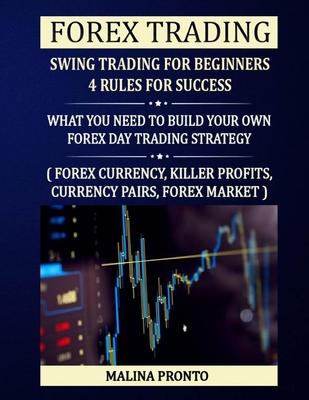 FOREX TRADING
SWING TRADING FOR BEGINNERS
4 RULES FOR SUCCESS
WHAT YOU NEED TO BUILD YOUR OWN
FOREX DAY TRADING STRATEGY
( FOREX CURRENCY, KILLER PROFITS,
CURRENCY PAIRS, FOREX MARKET )
MALINA PRONTO